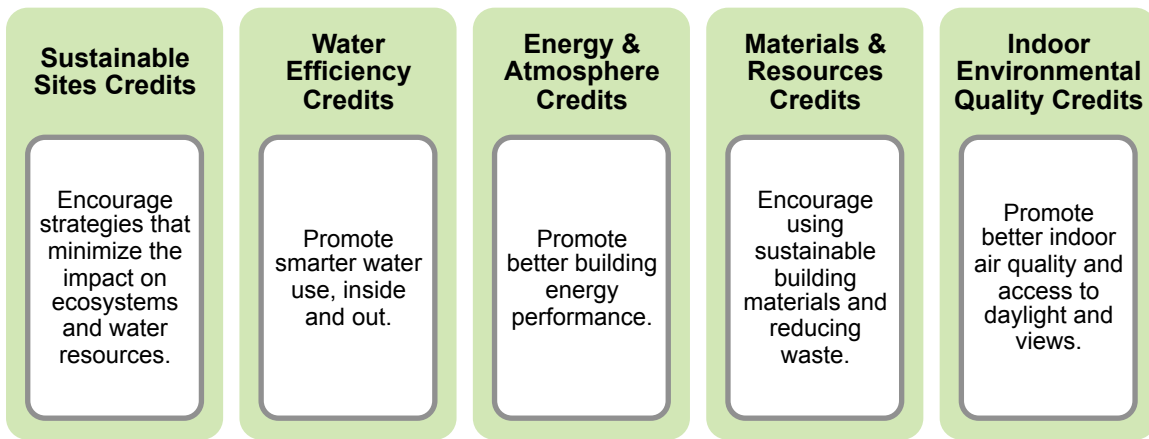 Sustainable
Sites Credits
Encourage
strategies that
minimize the
impact on
ecosystems
and water
resources.
Water
Efficiency
Credits
Promote
smarter water
use, inside
and out.
Energy &
Atmosphere
Credits
Promote
better building
energy
performance.
Materials &
Resources
Credits
Encourage
using
sustainable
building
materials and
reducing
waste.
Indoor
Environmental
Quality Credits
Promote
better indoor
air quality and
access to
daylight and
views.